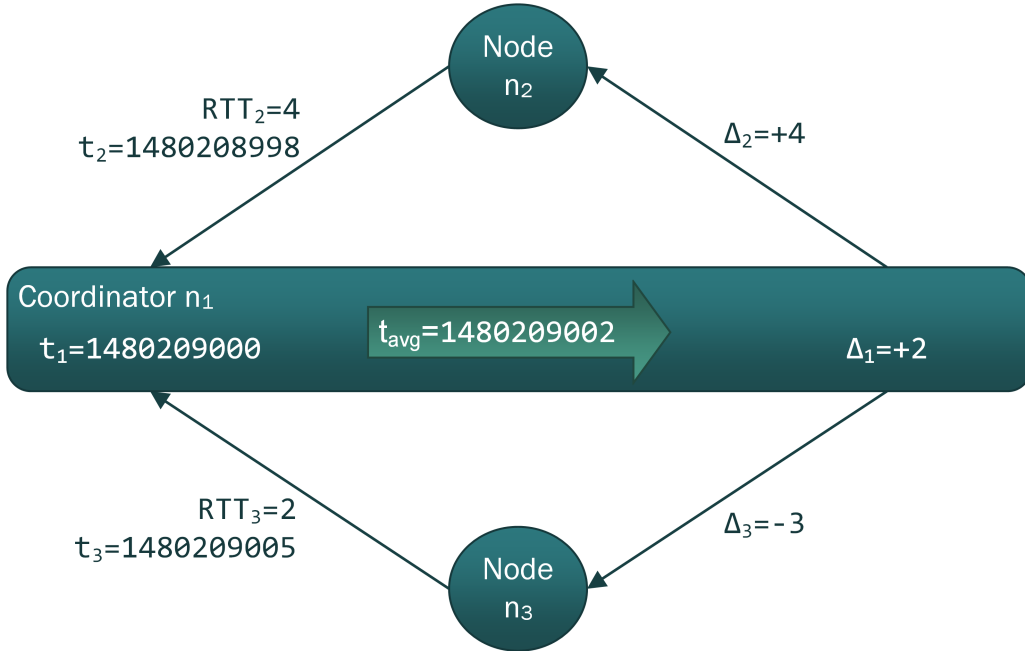 Node
n₂
RTT₂=4
t₂=1480208998
Δ₂=+4
Coordinator n₁
t₁=1480209000
tavg=1480209002
Δ₁=+2
RTT₃=2
t₃=1480209005
Δ₃=-3
Node
n₃